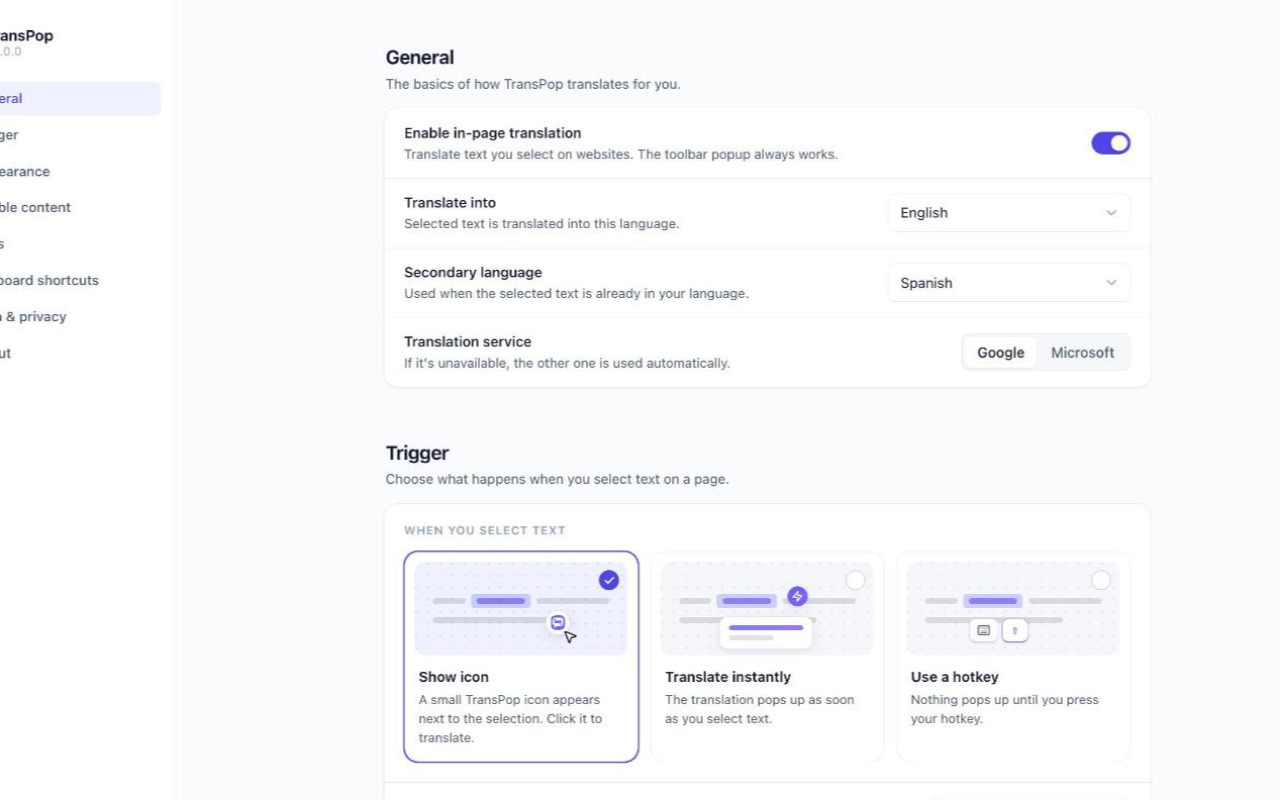 ransPop
.0.0
eral
ger
earance
ble content
s
board shortcuts
& privacy
ut
General
The basics of how TransPop translates for you.
Enable in-page translation
Translate text you select on websites. The toolbar popup always works.
Translate into
Selected text is translated into this language.
English
Secondary language
Used when the selected text is already in your language.
Spanish
Translation service
If it's unavailable, the other one is used automatically.
Google
Microsoft
Trigger
Choose what happens when you select text on a page.
WHEN YOU SELECT TEXT
Show icon
A small TransPop icon appears
next to the selection. Click it to
translate.
Translate instantly
The translation pops up as soon
as you select text.
Use a hotkey
Nothing pops up until you press
your hotkey.